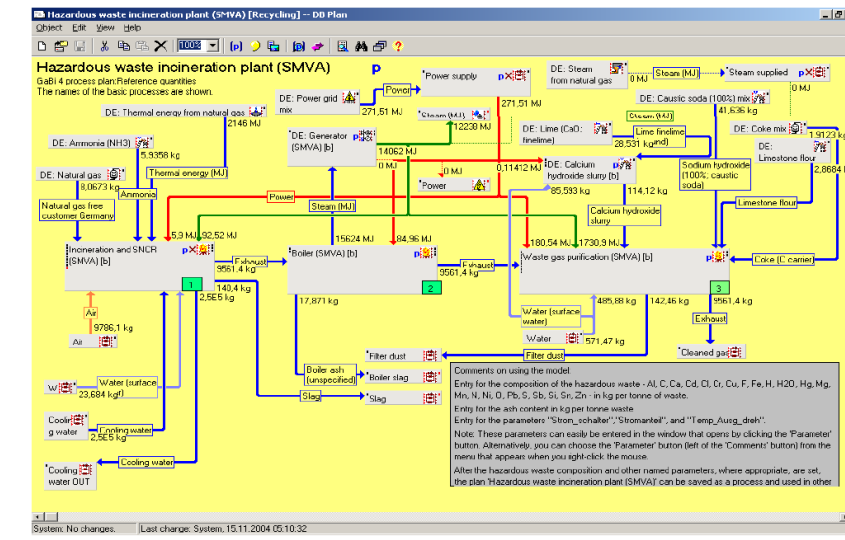 Hazardous waste incineration plant (SMVA) [Recycling] -- DB Plan
Object Edit View Help
100%
Hazardous waste incineration plant (SMVA)
GaBi 4 process plan:Reference quantities
The names of the basic processes are shown.
p
Power supply
DE: Steam
from natural gas
0 MJ
Steam (MJ)
Steam supplied
0 MJ
DE: Power grid
mix
Power
271,51 MJ
271,51 MJ
DE: Thermal energy from natural gas
2146 MJ
Steam (MJ)
12238 MJ
DE: Caustic soda (100%) mix
41,636 kg
Steam (MJ)
DE: Ammonia (NH3)
5,9358 kg
DE: Generator
(SMVA) [b]
14062 MJ
DE: Lime (CaO;
finelime)
28,531 kg
Lime finelime
DE: Coke mix
1,9123 kg
DE:
Limestone flour
2,8684
DE: Natural gas
8,0673 kg
Thermal energy (MJ)
Ammonia
0 MJ
0 MJ
Power
0,11412 MJ
DE: Calcium
hydroxide slurry [b]
85,593 kg
114,12 kg
Sodium hydroxide
(100%; caustic
soda)
Natural gas free
customer Germany
Power
Steam (MJ)
Calcium hydroxide
slurry
Limestone flour
5,9 MJ
92,52 MJ
15624 MJ
84,96 MJ
180,54 MJ
1730,9 MJ
Incineration and SNCR
(SMVA) [b]
1
Exhaust
9561,4 kg
Boiler (SMVA) [b]
2
Exhaust
9561,4 kg
Waste gas purification (SMVA) [b]
3
Coke (C carrier)
140,4 kg
2,5E5 kg
17,871 kg
485,88 kg
142,46 kg
9561,4 kg
Air
9786,1 kg
Air
Water (surface
water)
Water
571,47 kg
Exhaust
Cleaned gas
Filter dust
Filter dust
Boiler ash
(unspecified)
Boiler slag
Slag
Slag
W
Water (surface
23,684 kg
Coolin
g water
2,5E5 kg
Cooling water
Cooling water
Cooling
water OUT
Comments on using the model:
Entry for the composition of the hazardous waste - Al, C, Ca, Cd, Cl, Cr, Cu, F, Fe, H, H2O, Hg, Mg,
Mn, N, Ni, O, Pb, S, Sb, Si, Sn, Zn - in kg per tonne of waste.
Entry for the ash content in kg per tonne waste
Entry for the parameters "Strom_schalter","Stromanteil", and "Temp_Ausg_dreh".
Note: These parameters can easily be entered in the window that opens by clicking the 'Parameter'
button. Alternatively, you can choose the 'Parameter' button (left of the 'Comments' button) from the
menu that appears when you right-click the mouse.
After the hazardous waste composition and other named parameters, where appropriate, are set,
the plan 'Hazardous waste incineration plant (SMVA)' can be saved as a process and used in other
System: No changes.
Last change: System, 15.11.2004 05:10:32